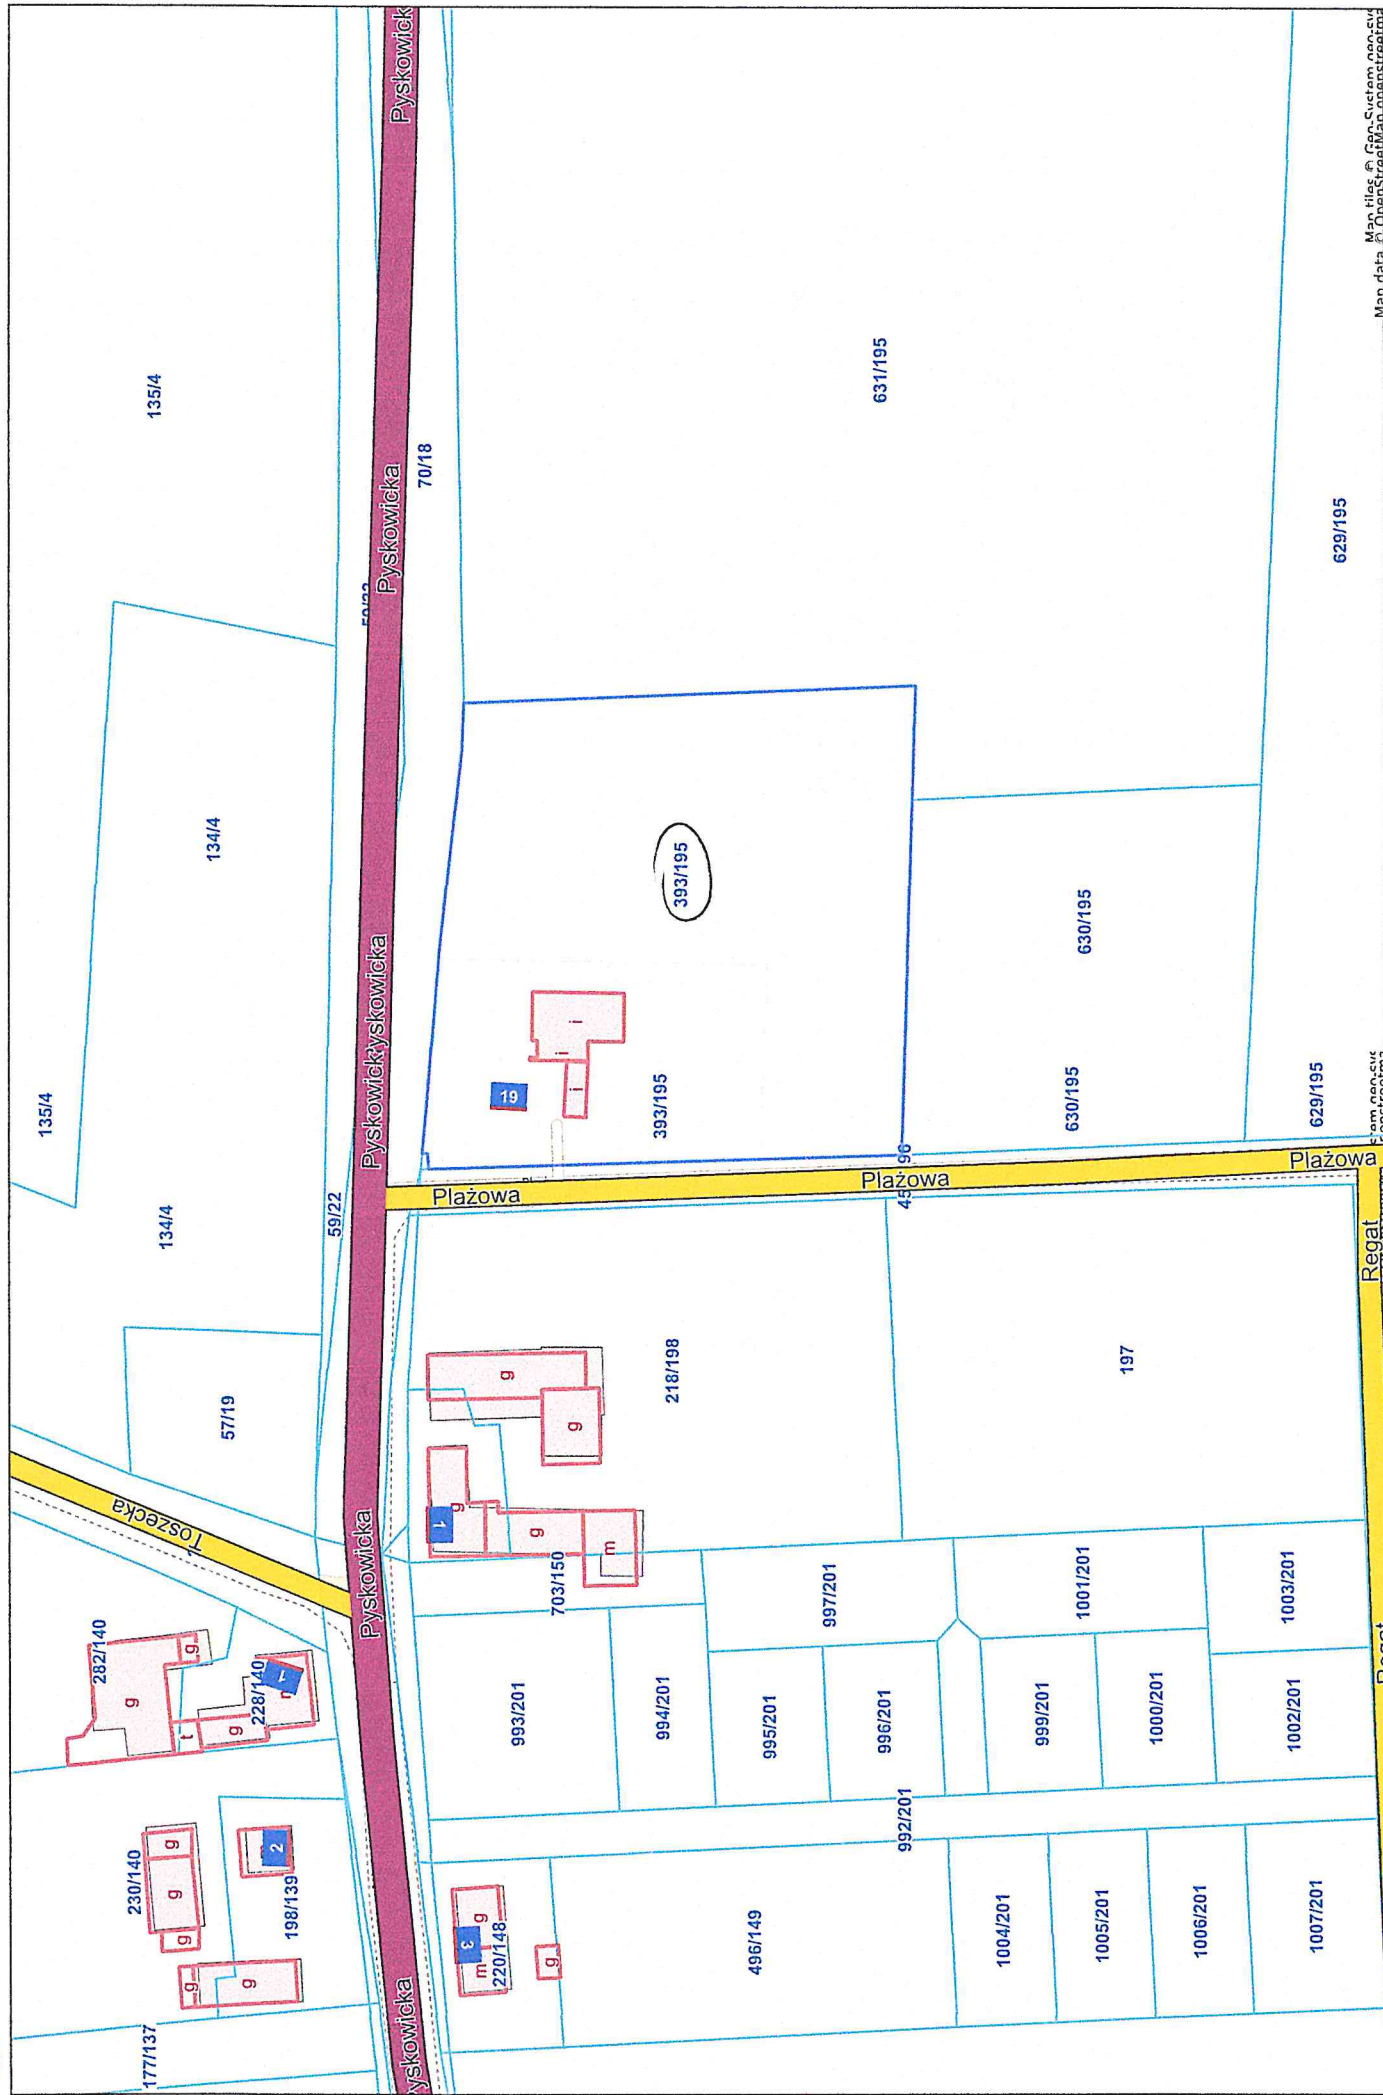 Pyskowicka
Pyskowicka
Pyskowicka
Toszecka
Plażowa
Plażowa
Plażowa
Regat
177/137
230/140
198/139
282/140
228/140
57/19
134/4
135/4
134/4
135/4
59/22
70/18
g
g
g
g
g
2
g
g
t
g
1
3
m
g
220/148
g
496/149
992/201
1004/201
1005/201
1006/201
1007/201
993/201
994/201
995/201
996/201
997/201
999/201
1000/201
1001/201
1002/201
1003/201
703/150
1
g
g
m
g
g
218/198
197
19
i
i
i
393/195
393/195
630/195
630/195
631/195
629/195
629/195
Map tiles © Geo-System geo-sys
Map data © OpenStreetMap openstreetma